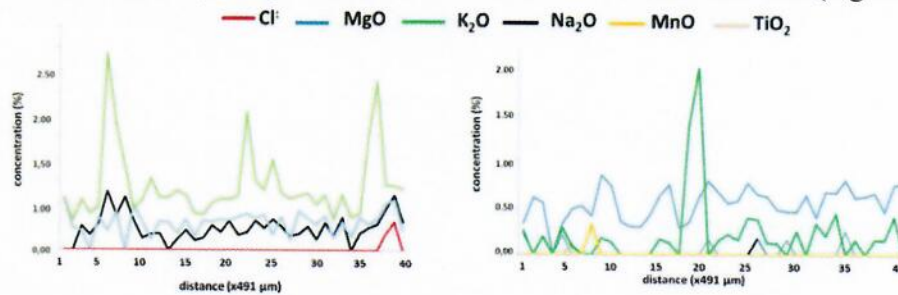 Cl⁻ MgO K₂O Na₂O MnO TiO₂
concentration (%)
2.50
2.00
1,50
1.00
0,00
1 5 10 15 20 25 30 35 40
distance (x491 µm)
concentration (%)
2.00
1.50
1.00
0.50
0,00
1 5 10 15 20 25 30 35
distance (x491 µm)